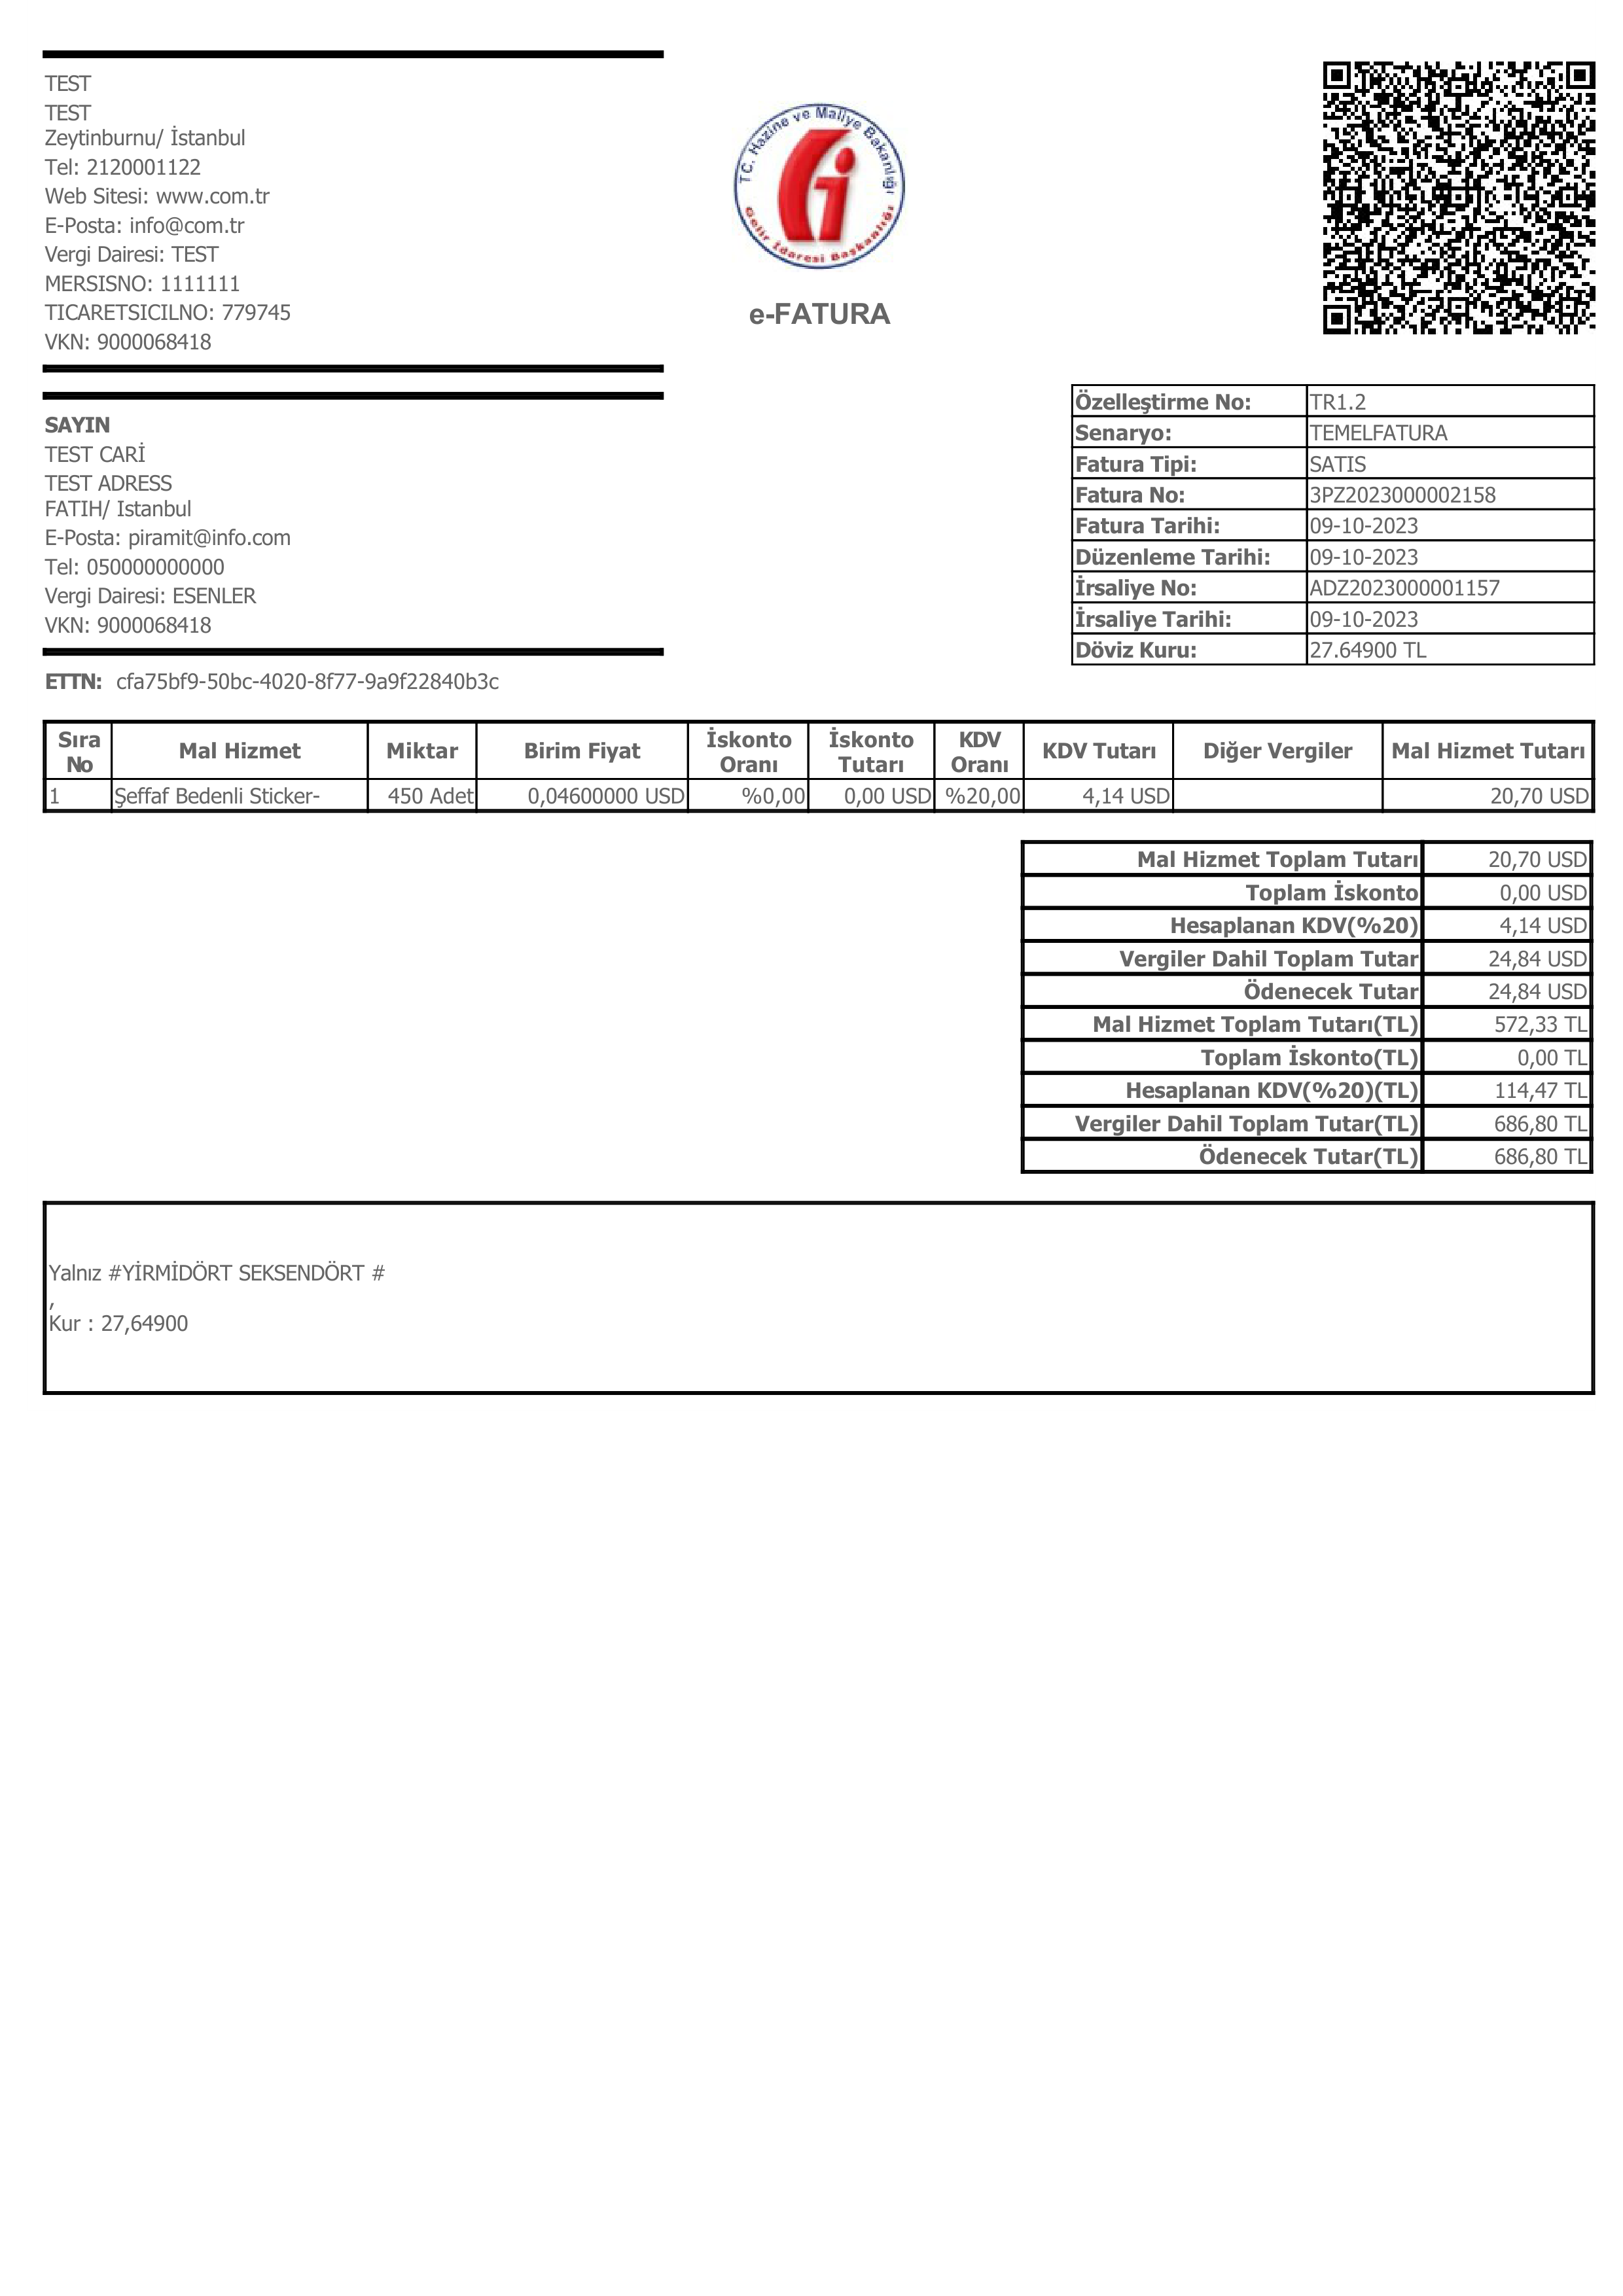 TEST
TEST
Zeytinburnu/ İstanbul
Tel: 2120001122
Web Sitesi: www.com.tr
E-Posta: info@com.tr
Vergi Dairesi: TEST
MERSISNO: 1111111
TICARETSICILNO: 779745
VKN: 9000068418
T.C. Hazine ve Maliye Bakanlığı
Gelir İdaresi Başkanlığı
e-FATURA
SAYIN
TEST CARİ
TEST ADRESS
FATIH/ Istanbul
E-Posta: piramit@info.com
Tel: 050000000000
Vergi Dairesi: ESENLER
VKN: 9000068418
Özelleştirme No: TR1.2
Senaryo: TEMELFATURA
Fatura Tipi: SATIS
Fatura No: 3PZ2023000002158
Fatura Tarihi: 09-10-2023
Düzenleme Tarihi: 09-10-2023
İrsaliye No: ADZ2023000001157
İrsaliye Tarihi: 09-10-2023
Döviz Kuru: 27.64900 TL
ETTN: cfa75bf9-50bc-4020-8f77-9a9f22840b3c
Sıra No Mal Hizmet Miktar Birim Fiyat İskonto Oranı İskonto Tutarı KDV Oranı KDV Tutarı Diğer Vergiler Mal Hizmet Tutarı
1 Şeffaf Bedenli Sticker- 450 Adet 0,04600000 USD %0,00 0,00 USD %20,00 4,14 USD 20,70 USD
Mal Hizmet Toplam Tutarı 20,70 USD
Toplam İskonto 0,00 USD
Hesaplanan KDV(%20) 4,14 USD
Vergiler Dahil Toplam Tutar 24,84 USD
Ödenecek Tutar 24,84 USD
Mal Hizmet Toplam Tutarı(TL) 572,33 TL
Toplam İskonto(TL) 0,00 TL
Hesaplanan KDV(%20)(TL) 114,47 TL
Vergiler Dahil Toplam Tutar(TL) 686,80 TL
Ödenecek Tutar(TL) 686,80 TL
Yalnız #YİRMİDÖRT SEKSENDÖRT #
,
Kur : 27,64900